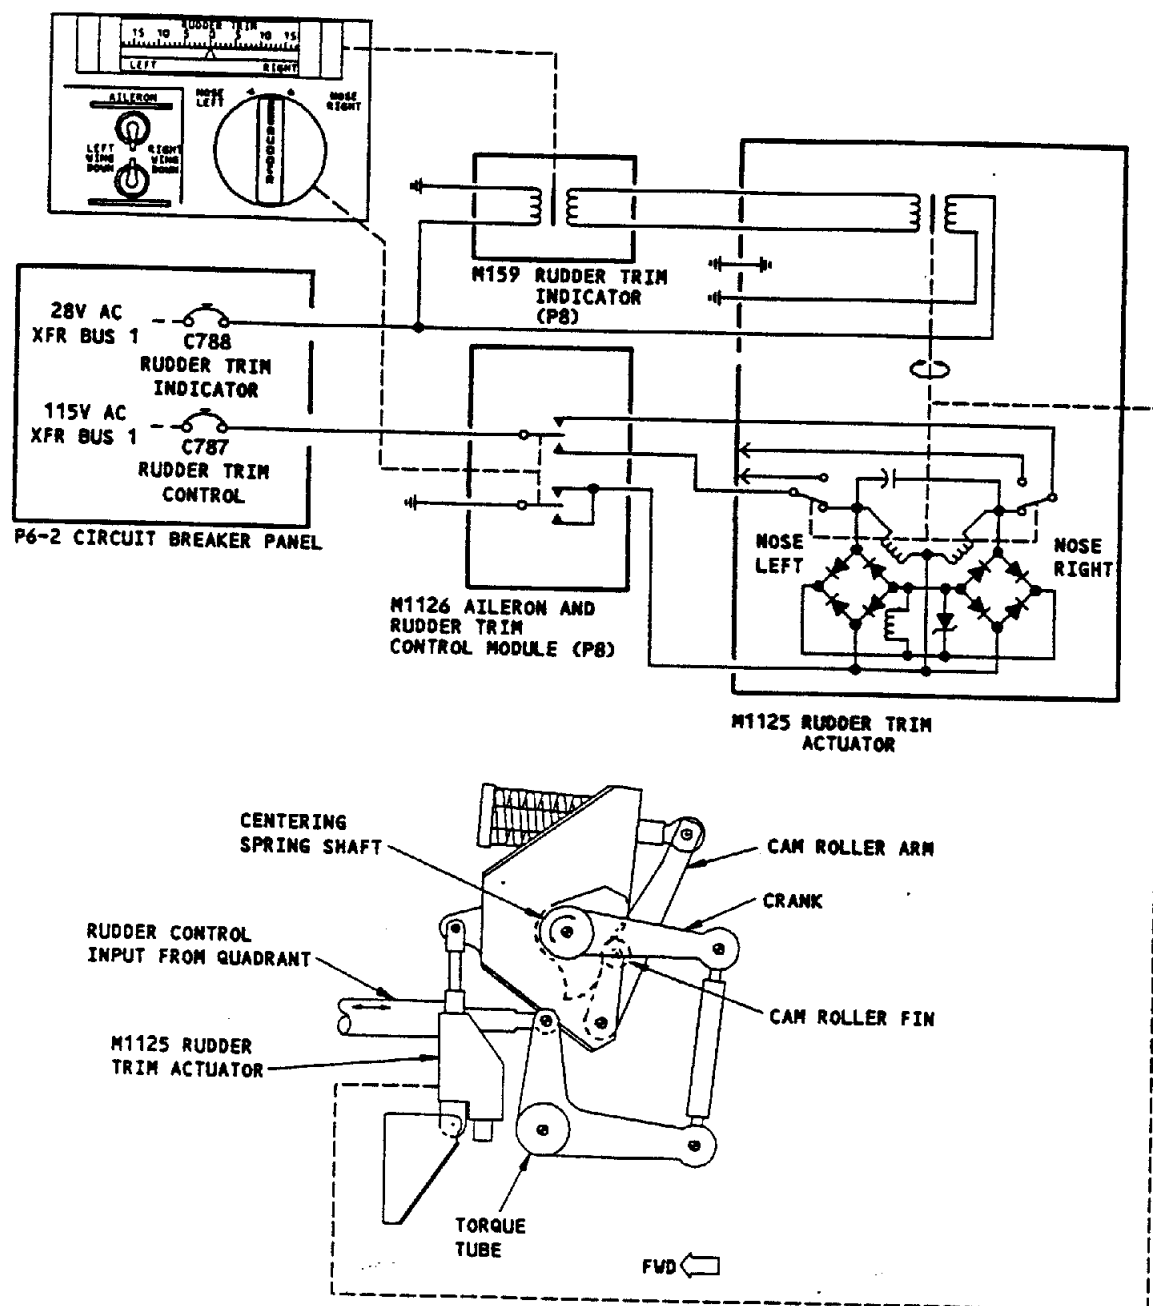 RUDDER TRIM
15 10 5 0 5 10 15
LEFT RIGHT
AILERON
NOSE
LEFT
NOSE
RIGHT
LEFT
WING
DOWN
RIGHT
WING
DOWN
RUDDER
28V AC
XFR BUS 1
C788
RUDDER TRIM
INDICATOR
115V AC
XFR BUS 1
C787
RUDDER TRIM
CONTROL
P6-2 CIRCUIT BREAKER PANEL
M159 RUDDER TRIM
INDICATOR
(P8)
M1126 AILERON AND
RUDDER TRIM
CONTROL MODULE (P8)
NOSE
LEFT
NOSE
RIGHT
M1125 RUDDER TRIM
ACTUATOR
CENTERING
SPRING SHAFT
CAM ROLLER ARM
CRANK
RUDDER CONTROL
INPUT FROM QUADRANT
CAM ROLLER FIN
M1125 RUDDER
TRIM ACTUATOR
TORQUE
TUBE
FWD